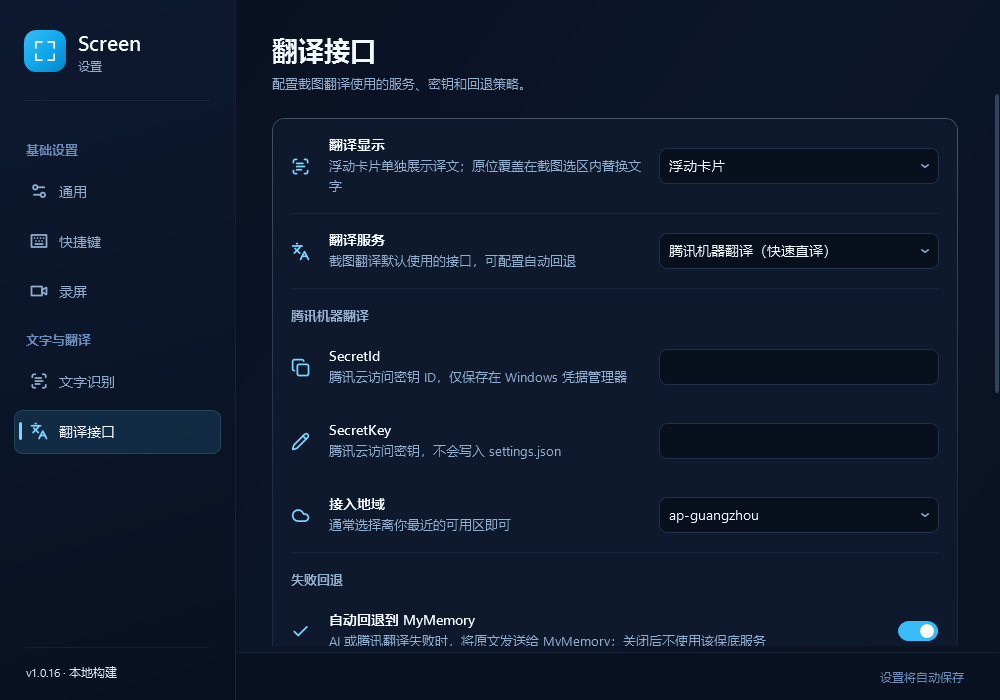 Screen
设置
基础设置
通用
快捷键
录屏
文字与翻译
文字识别
翻译接口
v1.0.16 · 本地构建
翻译接口
配置截图翻译使用的服务、密钥和回退策略。
翻译显示
浮动卡片单独展示译文；原位覆盖在截图选区内替换文
字
浮动卡片
翻译服务
截图翻译默认使用的接口，可配置自动回退
腾讯机器翻译（快速直译）
腾讯机器翻译
SecretId
腾讯云访问密钥 ID，仅保存在 Windows 凭据管理器
SecretKey
腾讯云访问密钥，不会写入 settings.json
接入地域
通常选择离你最近的可用区即可
ap-guangzhou
失败回退
自动回退到 MyMemory
AI 或腾讯翻译失败时，将原文发送给 MyMemory；关闭后不使用该保底服务
设置将自动保存